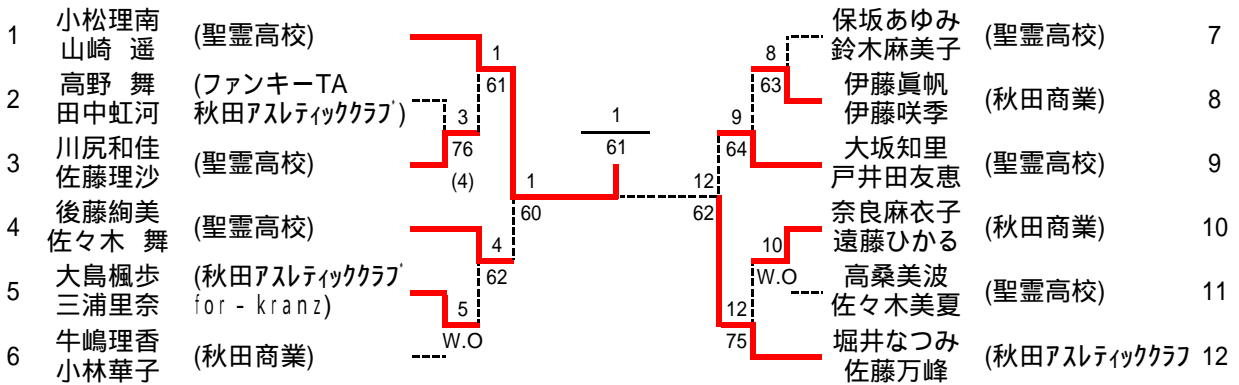 1 小松理南 山崎 遥 (聖霊高校)
2 高野 舞 田中虹河 (ファンキーTA 秋田アスレティッククラブ)
3 川尻和佳 佐藤理沙 (聖霊高校)
4 後藤絢美 佐々木 舞 (聖霊高校)
5 大島楓歩 三浦里奈 (秋田アスレティッククラブ for - kranz)
6 牛嶋理香 小林華子 (秋田商業)
1
61
3
76
(4)
1
60
4
62
5
W.O
1
61
8
63
9
64
12
62
10
W.O
12
75
保坂あゆみ 鈴木麻美子 (聖霊高校) 7
伊藤眞帆 伊藤咲季 (秋田商業) 8
大坂知里 戸井田友恵 (聖霊高校) 9
奈良麻衣子 遠藤ひかる (秋田商業) 10
高桑美波 佐々木美夏 (聖霊高校) 11
堀井なつみ 佐藤万峰 (秋田アスレティッククラフ 12